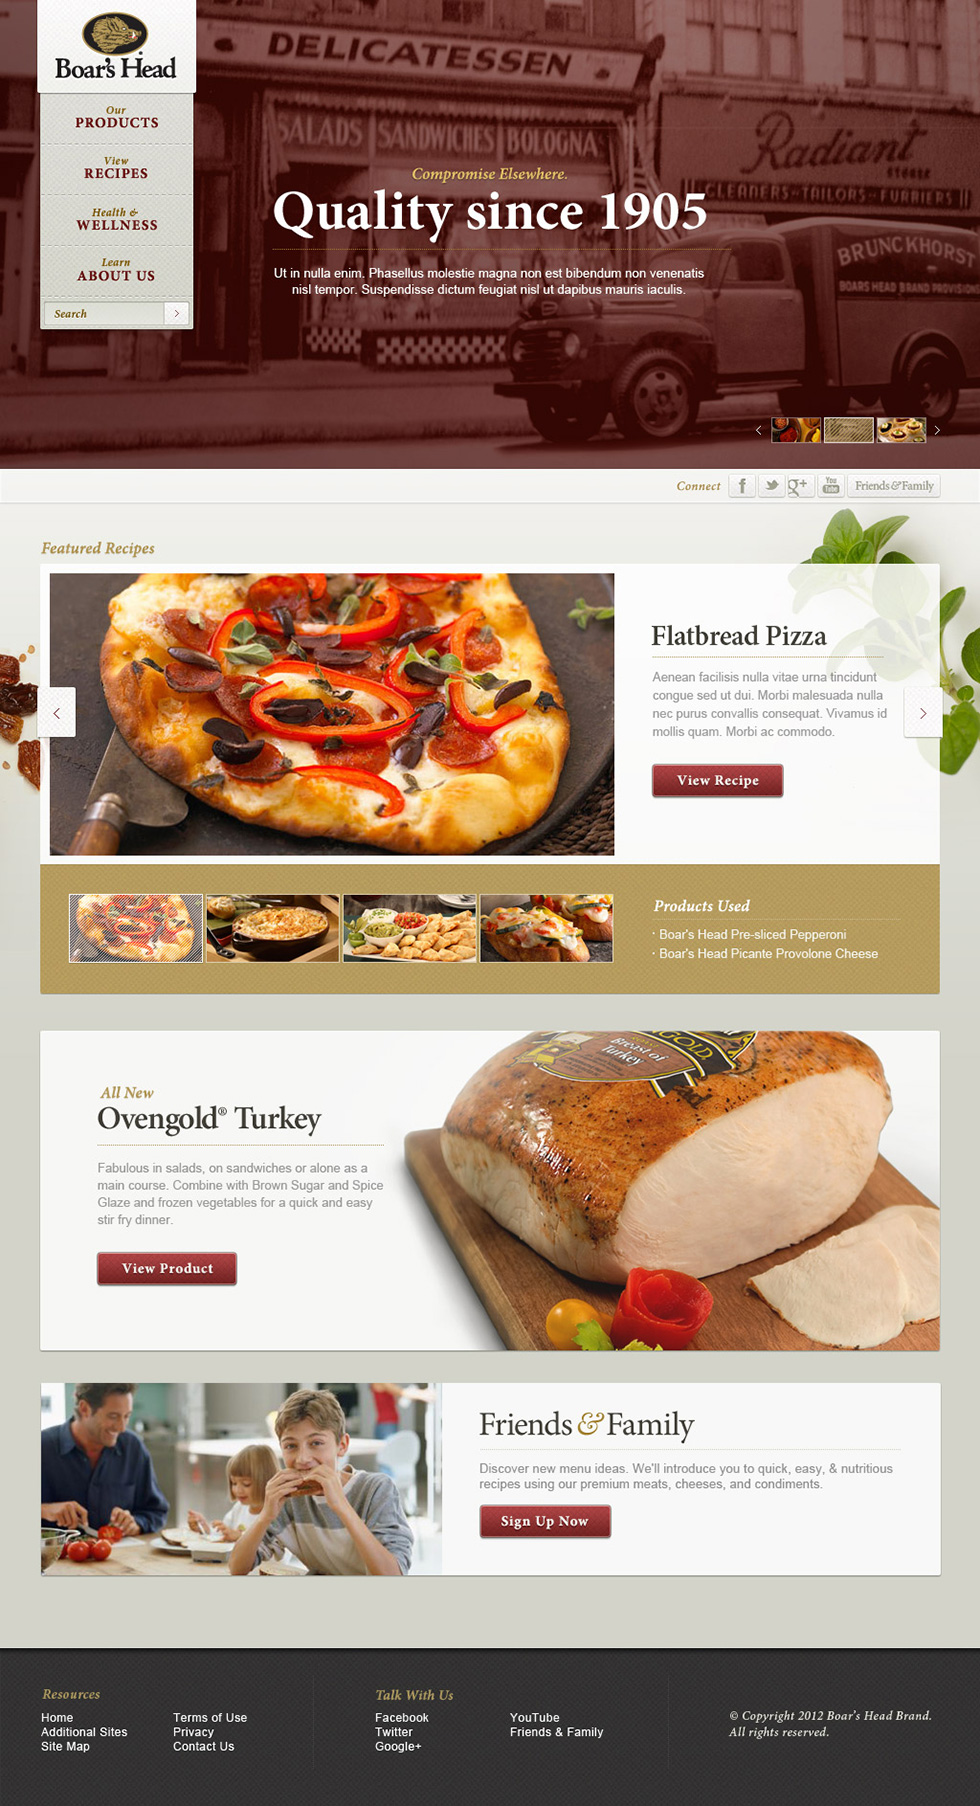 Boar's Head
Our
PRODUCTS
View
RECIPES
Health &
WELLNESS
Learn
ABOUT US
Search
DELICATESSEN
SALADS SANDWICHES BOLOGNA
Radiant
CLEANERS - TAILORS - FURRIERS
BRUNCKHORST
BOARS HEAD BRAND PROVISIONS
Compromise Elsewhere.
Quality since 1905
Ut in nulla enim. Phasellus molestie magna non est bibendum non venenatis
nisl tempor. Suspendisse dictum feugiat nisl ut dapibus mauris iaculis.
Connect
f
g+
You
Tube
Friends & Family
Featured Recipes
Flatbread Pizza
Aenean facilisis nulla vitae urna tincidunt
congue sed ut dui. Morbi malesuada nulla
nec purus convallis consequat. Vivamus id
mollis quam. Morbi ac commodo.
View Recipe
Products Used
· Boar's Head Pre-sliced Pepperoni
· Boar's Head Picante Provolone Cheese
All New
Ovengold® Turkey
Fabulous in salads, on sandwiches or alone as a
main course. Combine with Brown Sugar and Spice
Glaze and frozen vegetables for a quick and easy
stir fry dinner.
View Product
Breast of
Turkey
Friends & Family
Discover new menu ideas. We'll introduce you to quick, easy, & nutritious
recipes using our premium meats, cheeses, and condiments.
Sign Up Now
Resources
Home
Additional Sites
Site Map
Terms of Use
Privacy
Contact Us
Talk With Us
Facebook
Twitter
Google+
YouTube
Friends & Family
© Copyright 2012 Boar's Head Brand.
All rights reserved.